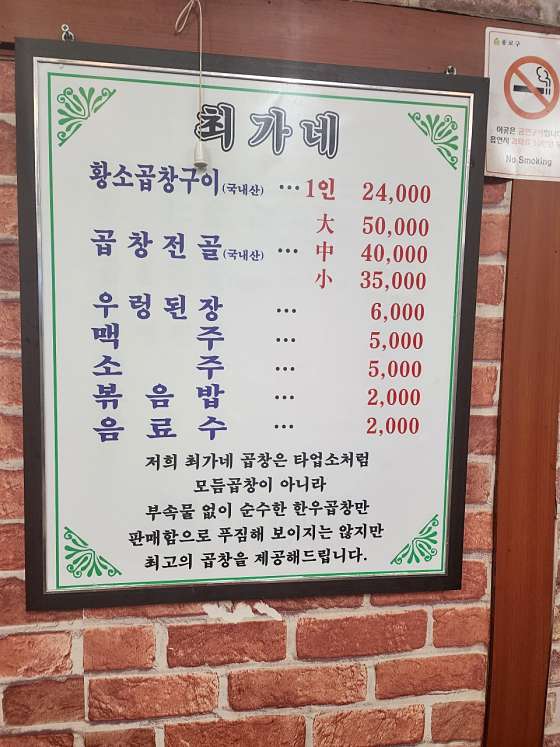 최가네
황소곱창구이(국내산) ··· 1인 24,000
大 50,000
곱창전골(국내산) ··· 中 40,000
小 35,000
우렁된장 ··· 6,000
맥주 ··· 5,000
소주 ··· 5,000
볶음밥 ··· 2,000
음료수 ··· 2,000
저희 최가네 곱창은 타업소처럼
모듬곱창이 아니라
부속물 없이 순수한 한우곱창만
판매함으로 푸짐해 보이지는 않지만
최고의 곱창을 제공해드립니다.
종로구
이곳은 금연구역입니다
흡연시 과태료
No Smoking